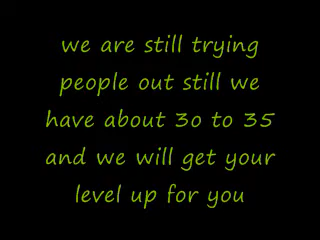 we are still trying
people out still we
have about 30 to 35
and we will get your
level up for you